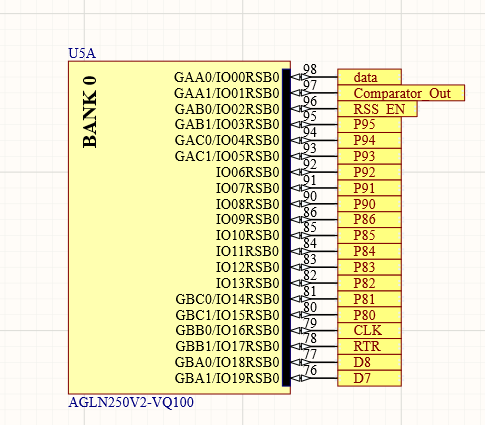 U5A
BANK 0
GAA0/IO00RSB0 98 data
GAA1/IO01RSB0 97 Comparator_Out
GAB0/IO02RSB0 96 RSS_EN
GAB1/IO03RSB0 95 P95
GAC0/IO04RSB0 94 P94
GAC1/IO05RSB0 93 P93
IO06RSB0 92 P92
IO07RSB0 91 P91
IO08RSB0 90 P90
IO09RSB0 86 P86
IO10RSB0 85 P85
IO11RSB0 84 P84
IO12RSB0 83 P83
IO13RSB0 82 P82
GBC0/IO14RSB0 81 P81
GBC1/IO15RSB0 80 P80
GBB0/IO16RSB0 79 CLK
GBB1/IO17RSB0 78 RTR
GBA0/IO18RSB0 77 D8
GBA1/IO19RSB0 76 D7
AGLN250V2-VQ100